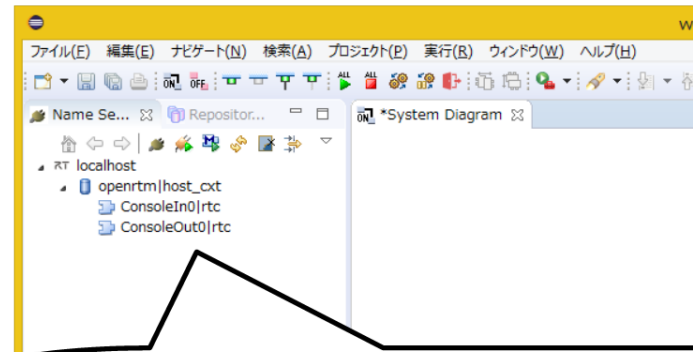 w
ファイル(F) 編集(E) ナビゲート(N) 検索(A) プロジェクト(P) 実行(R) ウィンドウ(W) ヘルプ(H)
ON OFF ALL ALL
Name Se... Repositor... ON *System Diagram
RT localhost
openrtm|host_cxt
ConsoleIn0|rtc
ConsoleOut0|rtc